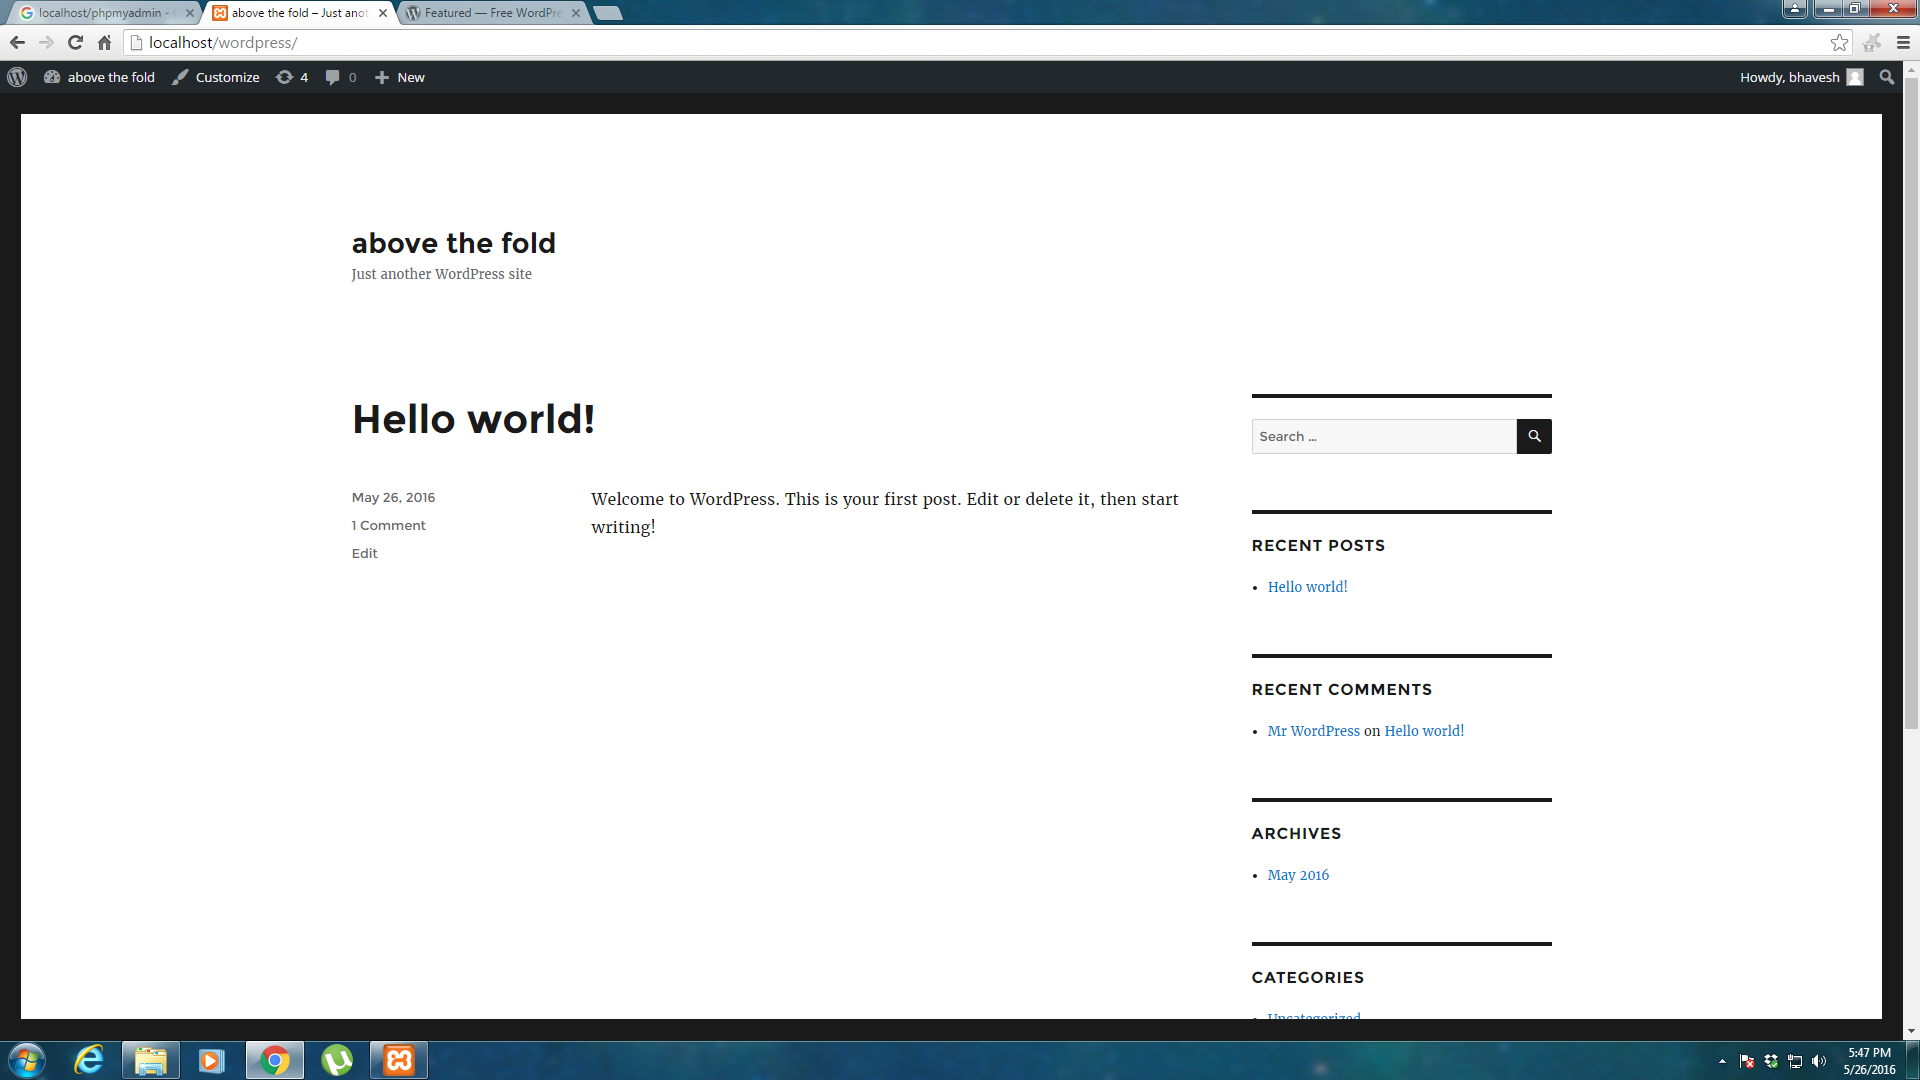 localhost/phpmyadmin -
above the fold – Just anot
Featured — Free WordPre
localhost/wordpress/
above the fold
Customize
4
0
New
Howdy, bhavesh
above the fold
Just another WordPress site
Hello world!
Search ...
May 26, 2016
1 Comment
Edit
Welcome to WordPress. This is your first post. Edit or delete it, then start
writing!
RECENT POSTS
Hello world!
RECENT COMMENTS
Mr WordPress on Hello world!
ARCHIVES
May 2016
CATEGORIES
Uncategorized
5:47 PM
5/26/2016